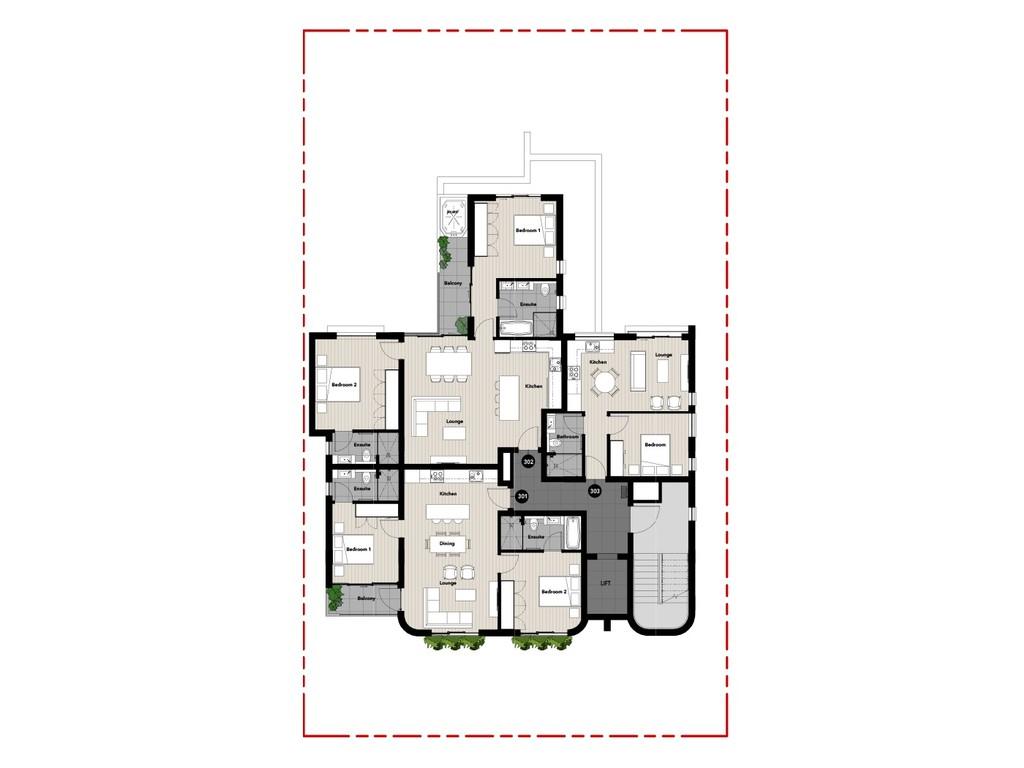 Bedroom 1
Balcony
Ensuite
Bedroom 2
Kitchen
Lounge
Kitchen
Lounge
Ensuite
Bathroom
Bedroom
302
Ensuite
Kitchen
301
303
Bedroom 1
Dining
Ensuite
Lounge
LIFT
Balcony
Bedroom 2